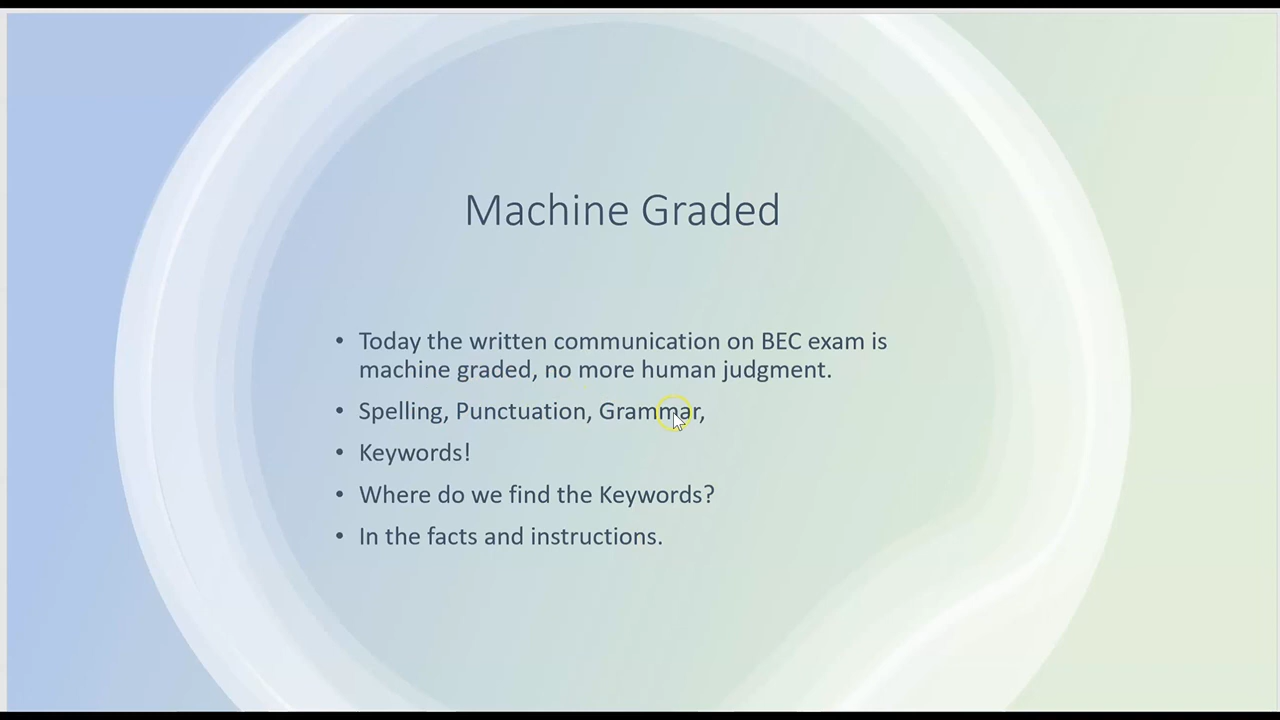 Machine Graded
• Today the written communication on BEC exam is
machine graded, no more human judgment.
• Spelling, Punctuation, Grammar,
• Keywords!
• Where do we find the Keywords?
• In the facts and instructions.